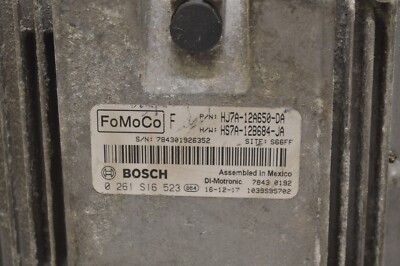 FoMoCo F P/N: HJ7A-12A650-DA
H/W: HS7A-12B684-JA
S/N: 784301926352 SITE: S66FF
BOSCH Assembled in Mexico
DI-Motronic 7843 0192
0 261 S16 523 264 16-12-17 1039S95702